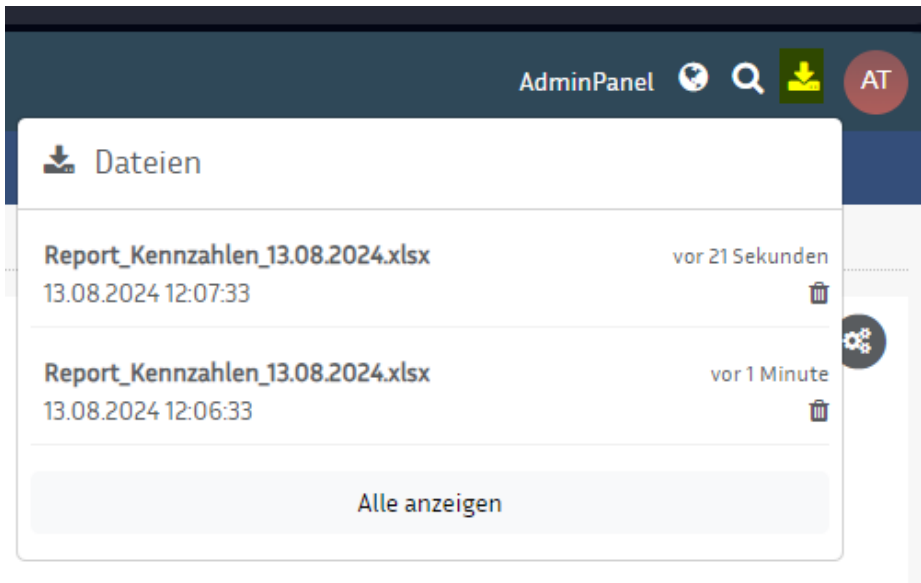 AdminPanel AT
Dateien
Report_Kennzahlen_13.08.2024.xlsx vor 21 Sekunden
13.08.2024 12:07:33
Report_Kennzahlen_13.08.2024.xlsx vor 1 Minute
13.08.2024 12:06:33
Alle anzeigen